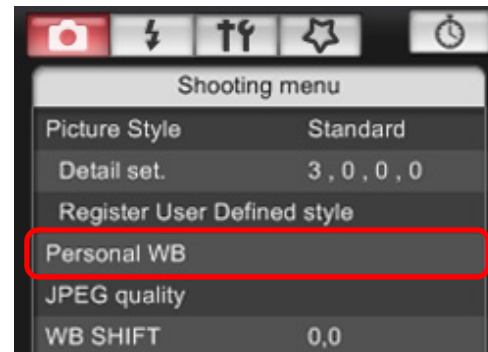 Shooting menu
Picture Style Standard
Detail set. 3 , 0 , 0 , 0
Register User Defined style
Personal WB
JPEG quality
WB SHIFT 0,0